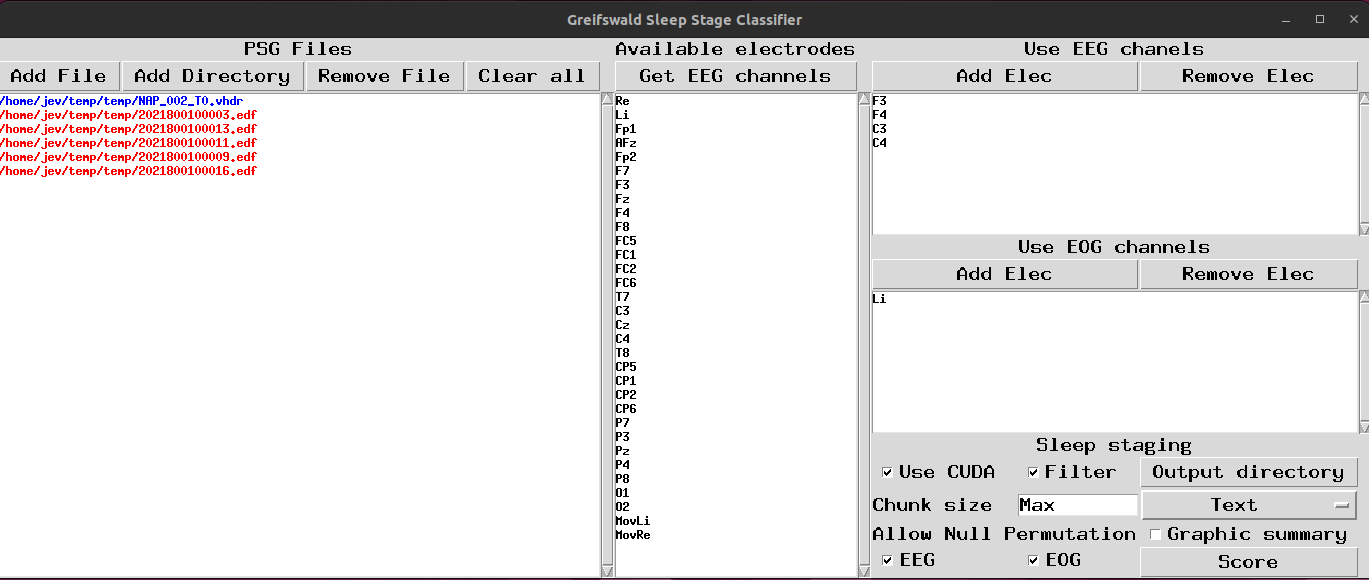 Greifswald Sleep Stage Classifier
PSG Files
Add File Add Directory Remove File Clear all
/home/jev/temp/temp/NAP_002_T0.vhdr
/home/jev/temp/temp/2021800100003.edf
/home/jev/temp/temp/2021800100013.edf
/home/jev/temp/temp/2021800100011.edf
/home/jev/temp/temp/2021800100009.edf
/home/jev/temp/temp/2021800100016.edf
Available electrodes
Get EEG channels
Re
Li
Fp1
AFz
Fp2
F7
F3
Fz
F4
F8
FC5
FC1
FC2
FC6
T7
C3
Cz
C4
T8
CP5
CP1
CP2
CP6
P7
P3
Pz
P4
P8
O1
O2
MovLi
MovRe
Use EEG chanels
Add Elec Remove Elec
F3
F4
C3
C4
Use EOG channels
Add Elec Remove Elec
Li
Sleep staging
Use CUDA Filter Output directory
Chunk size Max Text
Allow Null Permutation Graphic summary
EEG EOG Score